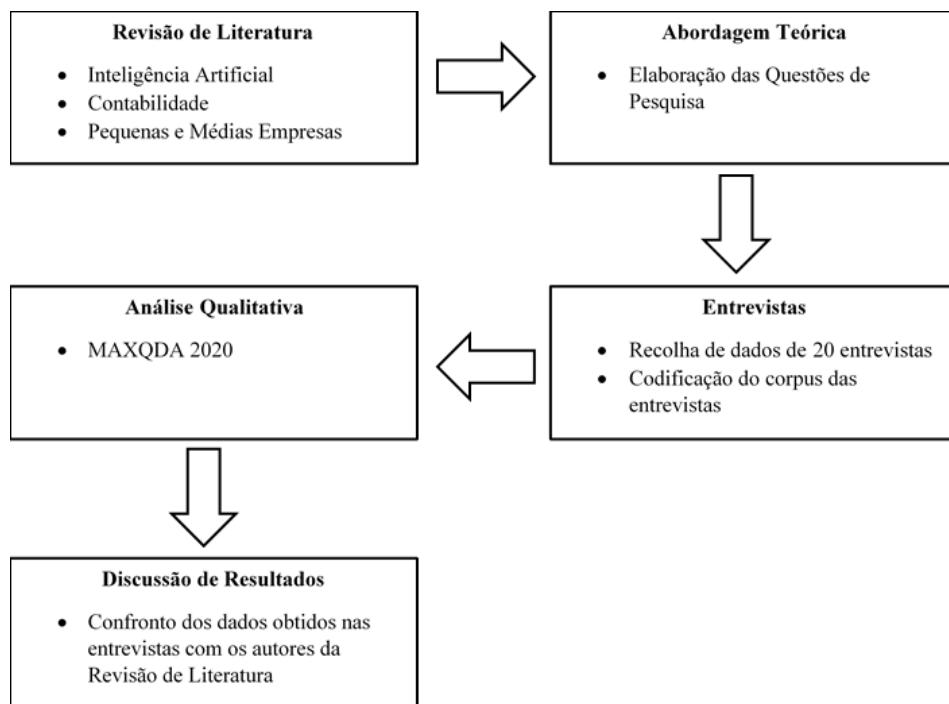 Revisão de Literatura
• Inteligência Artificial
• Contabilidade
• Pequenas e Médias Empresas
Abordagem Teórica
• Elaboração das Questões de
Pesquisa
Entrevistas
• Recolha de dados de 20 entrevistas
• Codificação do corpus das
entrevistas
Análise Qualitativa
• MAXQDA 2020
Discussão de Resultados
• Confronto dos dados obtidos nas
entrevistas com os autores da
Revisão de Literatura